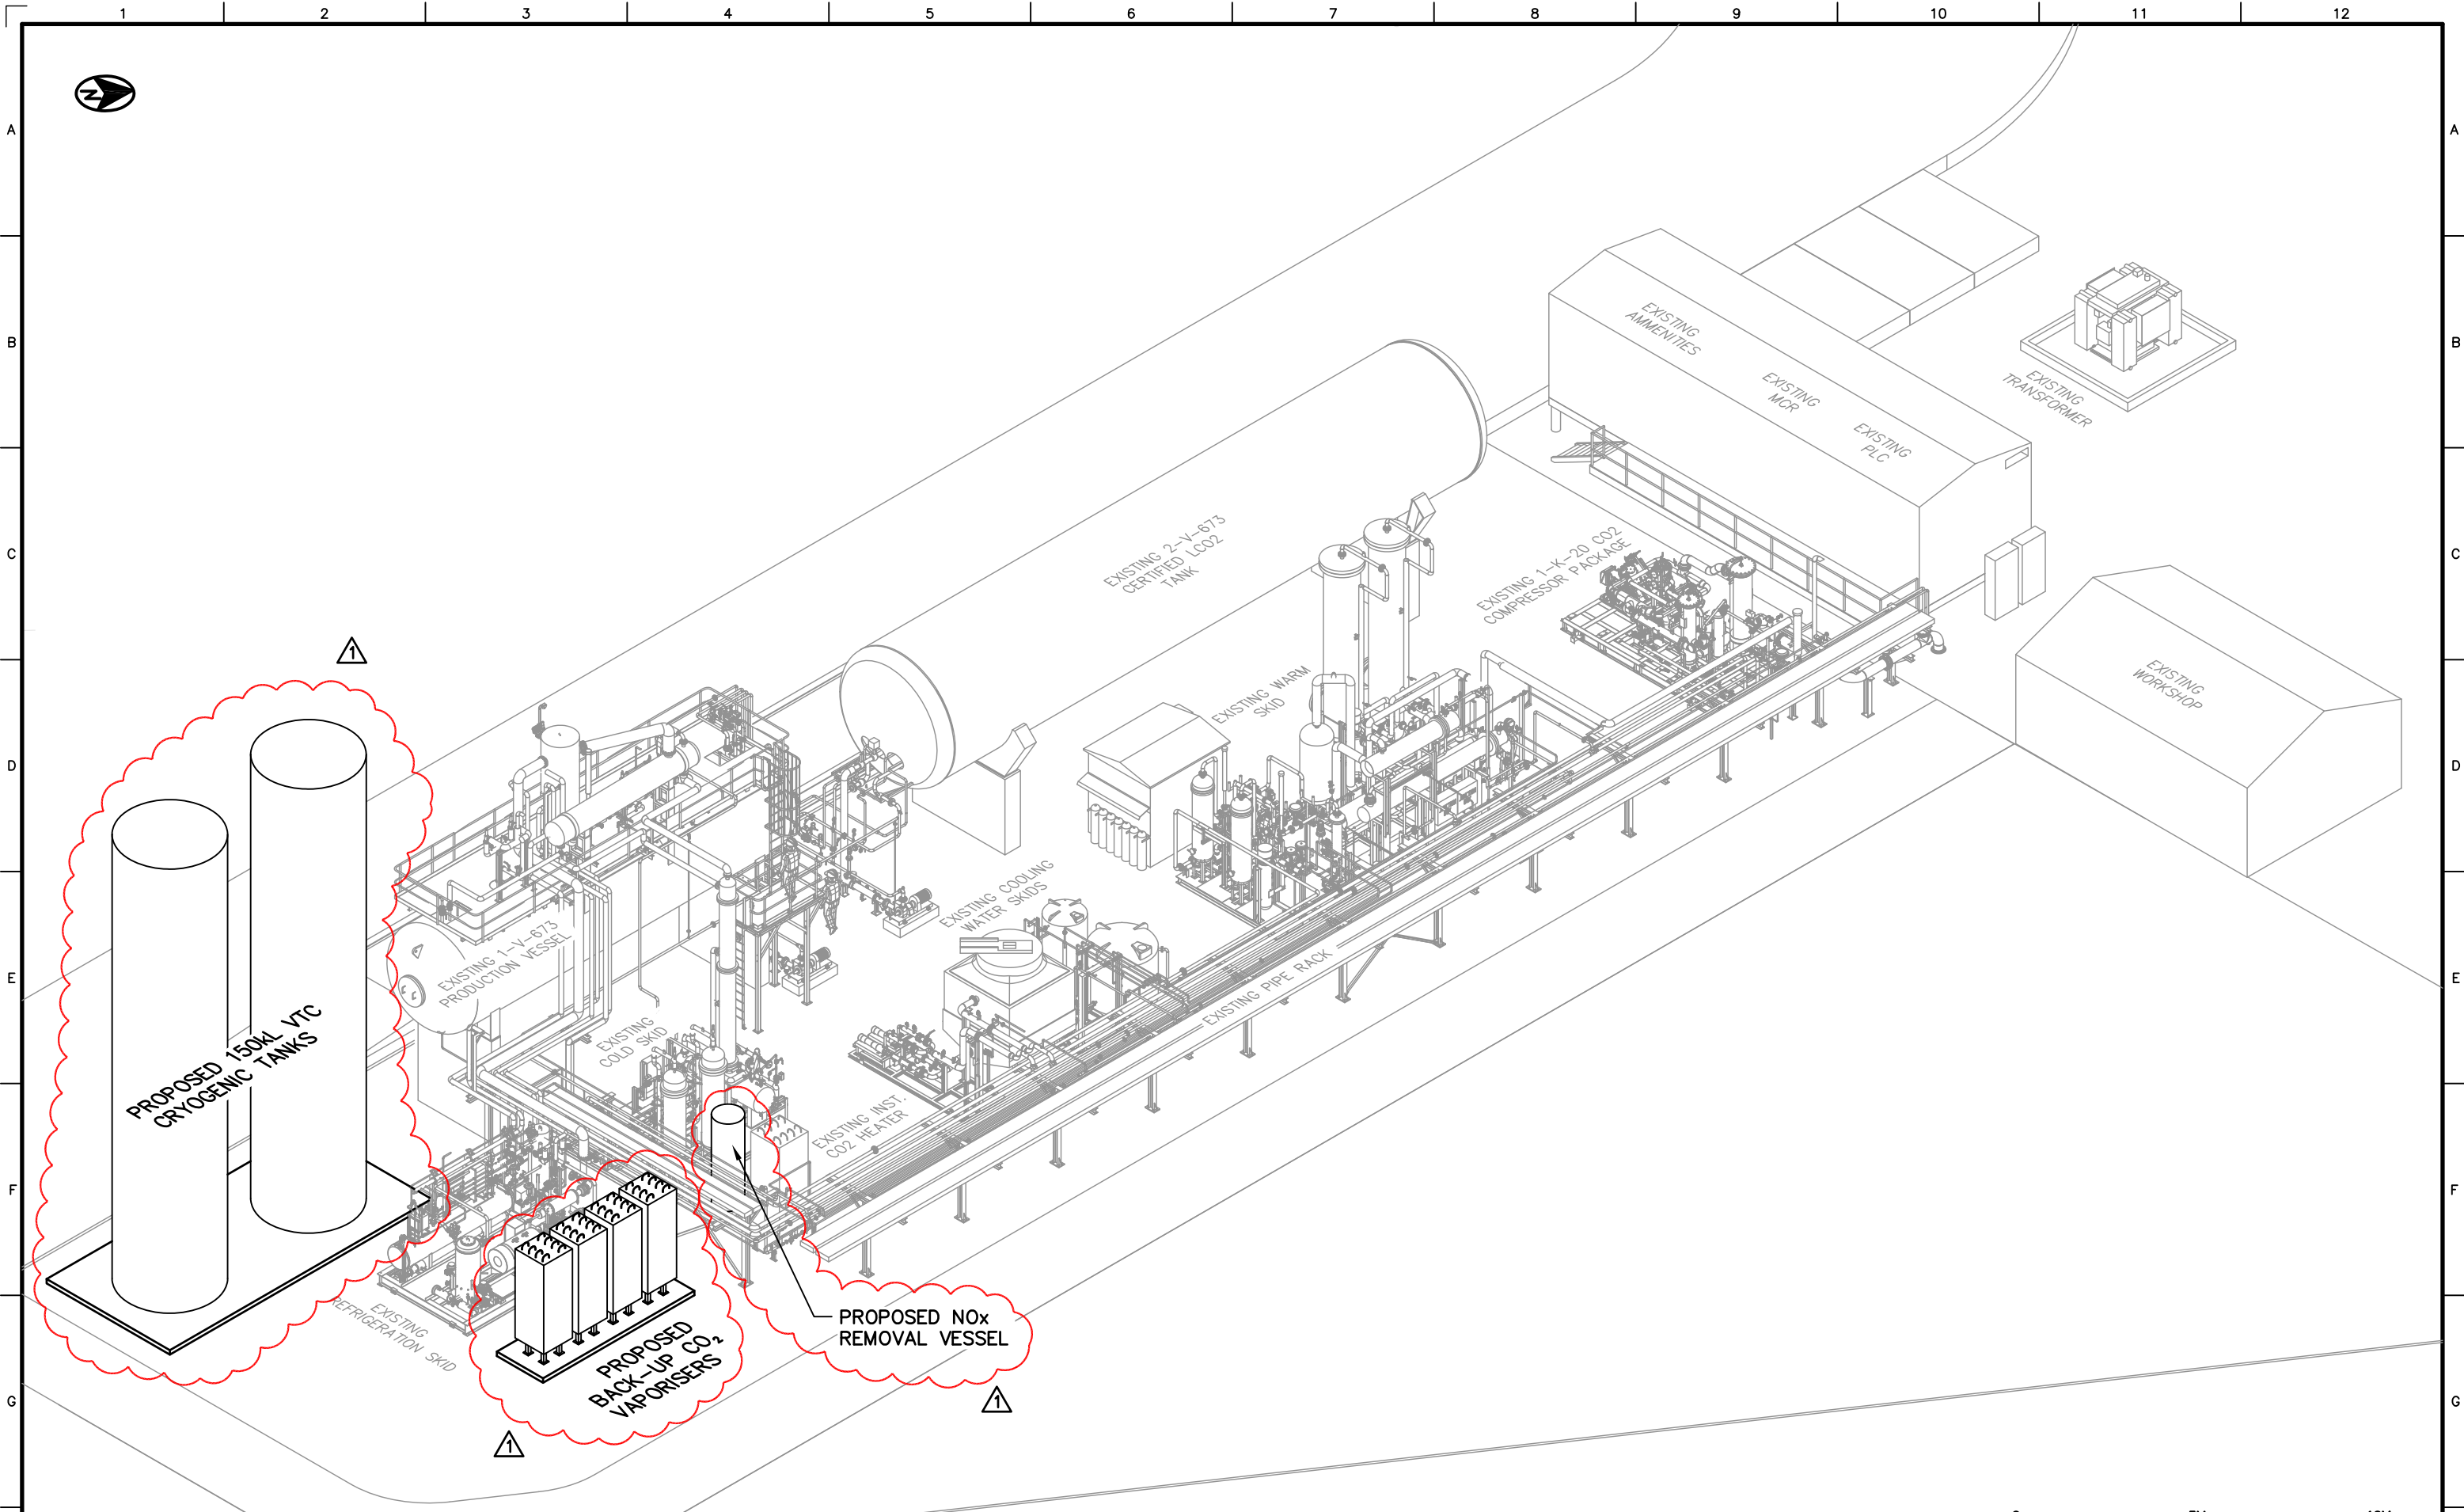 1 2 3 4 5 6 7 8 9 10 11 12
N
A A
B B
EXISTING
AMMENITIES
EXISTING
MCR
EXISTING
PLC
EXISTING
TRANSFORMER
C C
EXISTING 2-V-673
CERTIFIED LCO2
TANK
EXISTING 1-K-20 CO2
COMPRESSOR PACKAGE
1
EXISTING WARM
SKID
EXISTING
WORKSHOP
D D
EXISTING COOLING
WATER SKIDS
EXISTING 1-V-673
PRODUCTION VESSEL
E E
EXISTING PIPE RACK
PROPOSED 150kL VTC
CRYOGENIC TANKS
EXISTING
COLD SKID
EXISTING INST.
CO2 HEATER
F F
EXISTING
REFRIGERATION SKID
PROPOSED NOx
REMOVAL VESSEL
PROPOSED
BACK-UP CO₂
VAPORISERS
1
G G
1